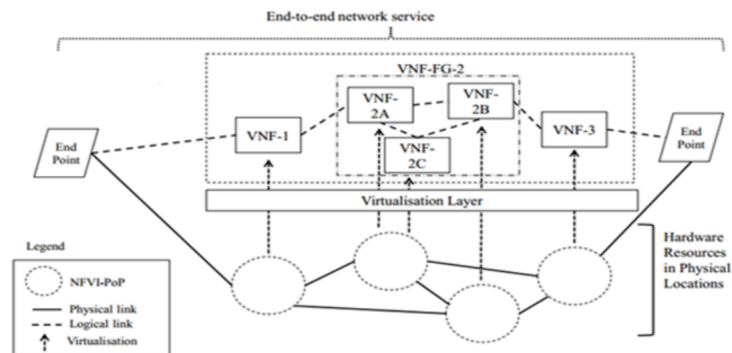 End-to-end network service
VNF-FG-2
VNF-
2A
VNF-
2B
VNF-1
VNF-3
VNF-
2C
End
Point
End
Point
Virtualisation Layer
Hardware
Resources
in Physical
Locations
Legend
NFVI-PoP
Physical link
Logical link
Virtualisation